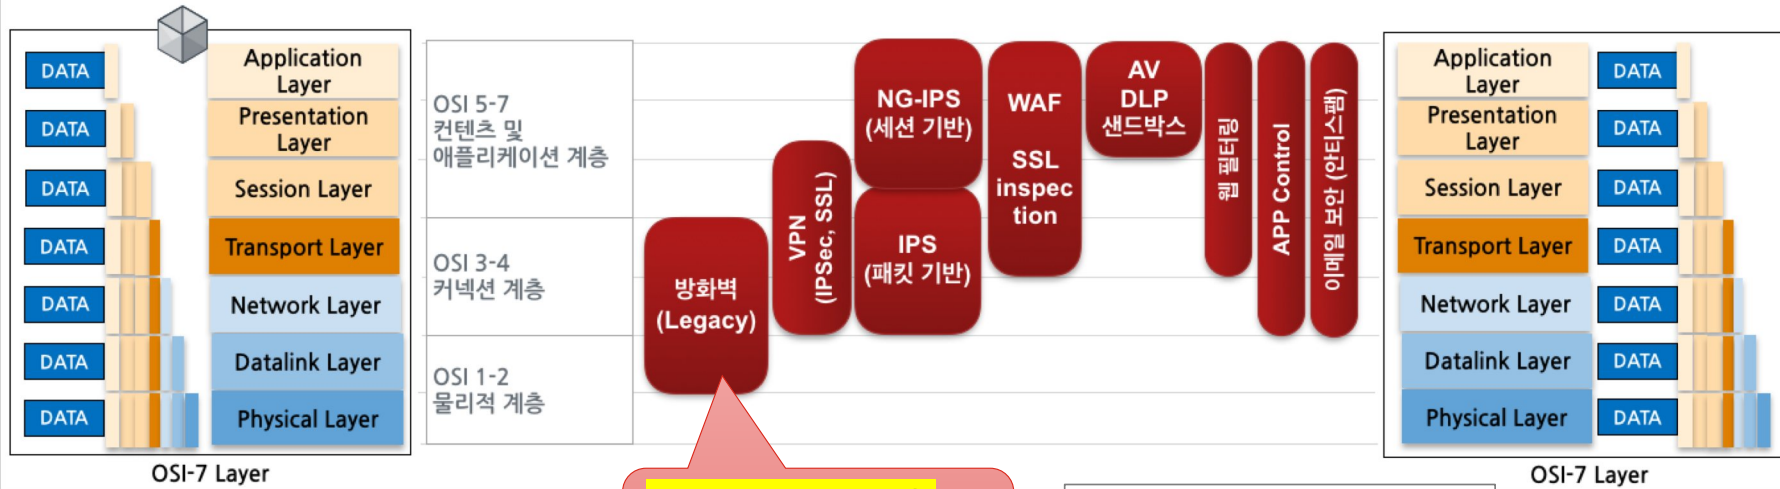 DATA
Application
Layer
DATA
Presentation
Layer
DATA
Session Layer
DATA
Transport Layer
DATA
Network Layer
DATA
Datalink Layer
DATA
Physical Layer
OSI-7 Layer
OSI 5-7
컨텐츠 및
애플리케이션 계층
OSI 3-4
커넥션 계층
OSI 1-2
물리적 계층
방화벽
(Legacy)
VPN
(IPSec, SSL)
NG-IPS
(세션 기반)
IPS
(패킷 기반)
WAF
SSL
inspec
tion
AV
DLP
샌드박스
웹 필터링
APP Control
이메일 보안 (안티스팸)
Application
Layer
DATA
Presentation
Layer
DATA
Session Layer
DATA
Transport Layer
DATA
Network Layer
DATA
Datalink Layer
DATA
Physical Layer
DATA
OSI-7 Layer